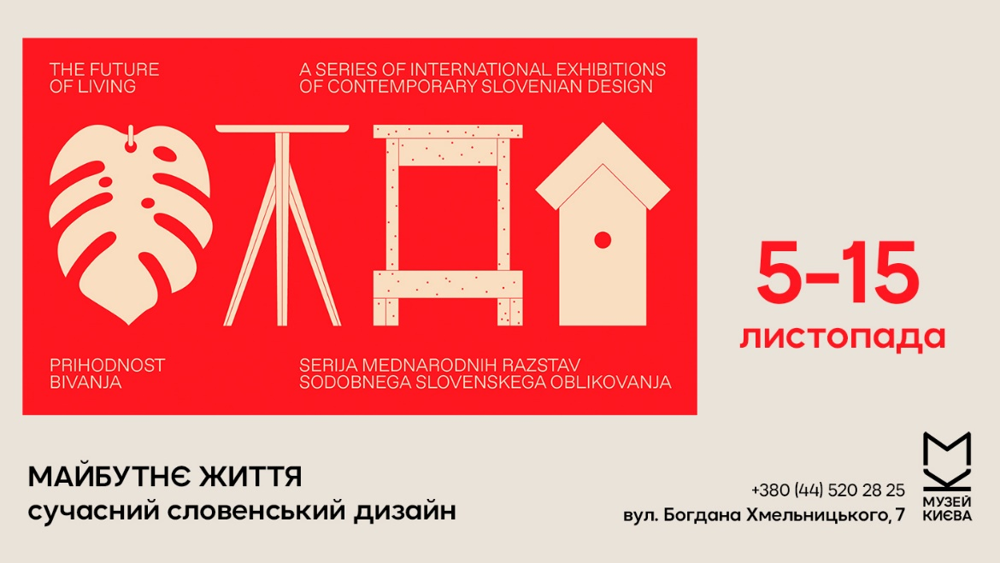 THE FUTURE
OF LIVING
A SERIES OF INTERNATIONAL EXHIBITIONS
OF CONTEMPORARY SLOVENIAN DESIGN
PRIHODNOST
BIVANJA
SERIJA MEDNARODNIH RAZSTAV
SODOBNEGA SLOVENSKEGA OBLIKOVANJA
5–15
листопада
МАЙБУТНЄ ЖИТТЯ
сучасний словенський дизайн
+380 (44) 520 28 25
вул. Богдана Хмельницького, 7
МУЗЕЙ
КИЄВА